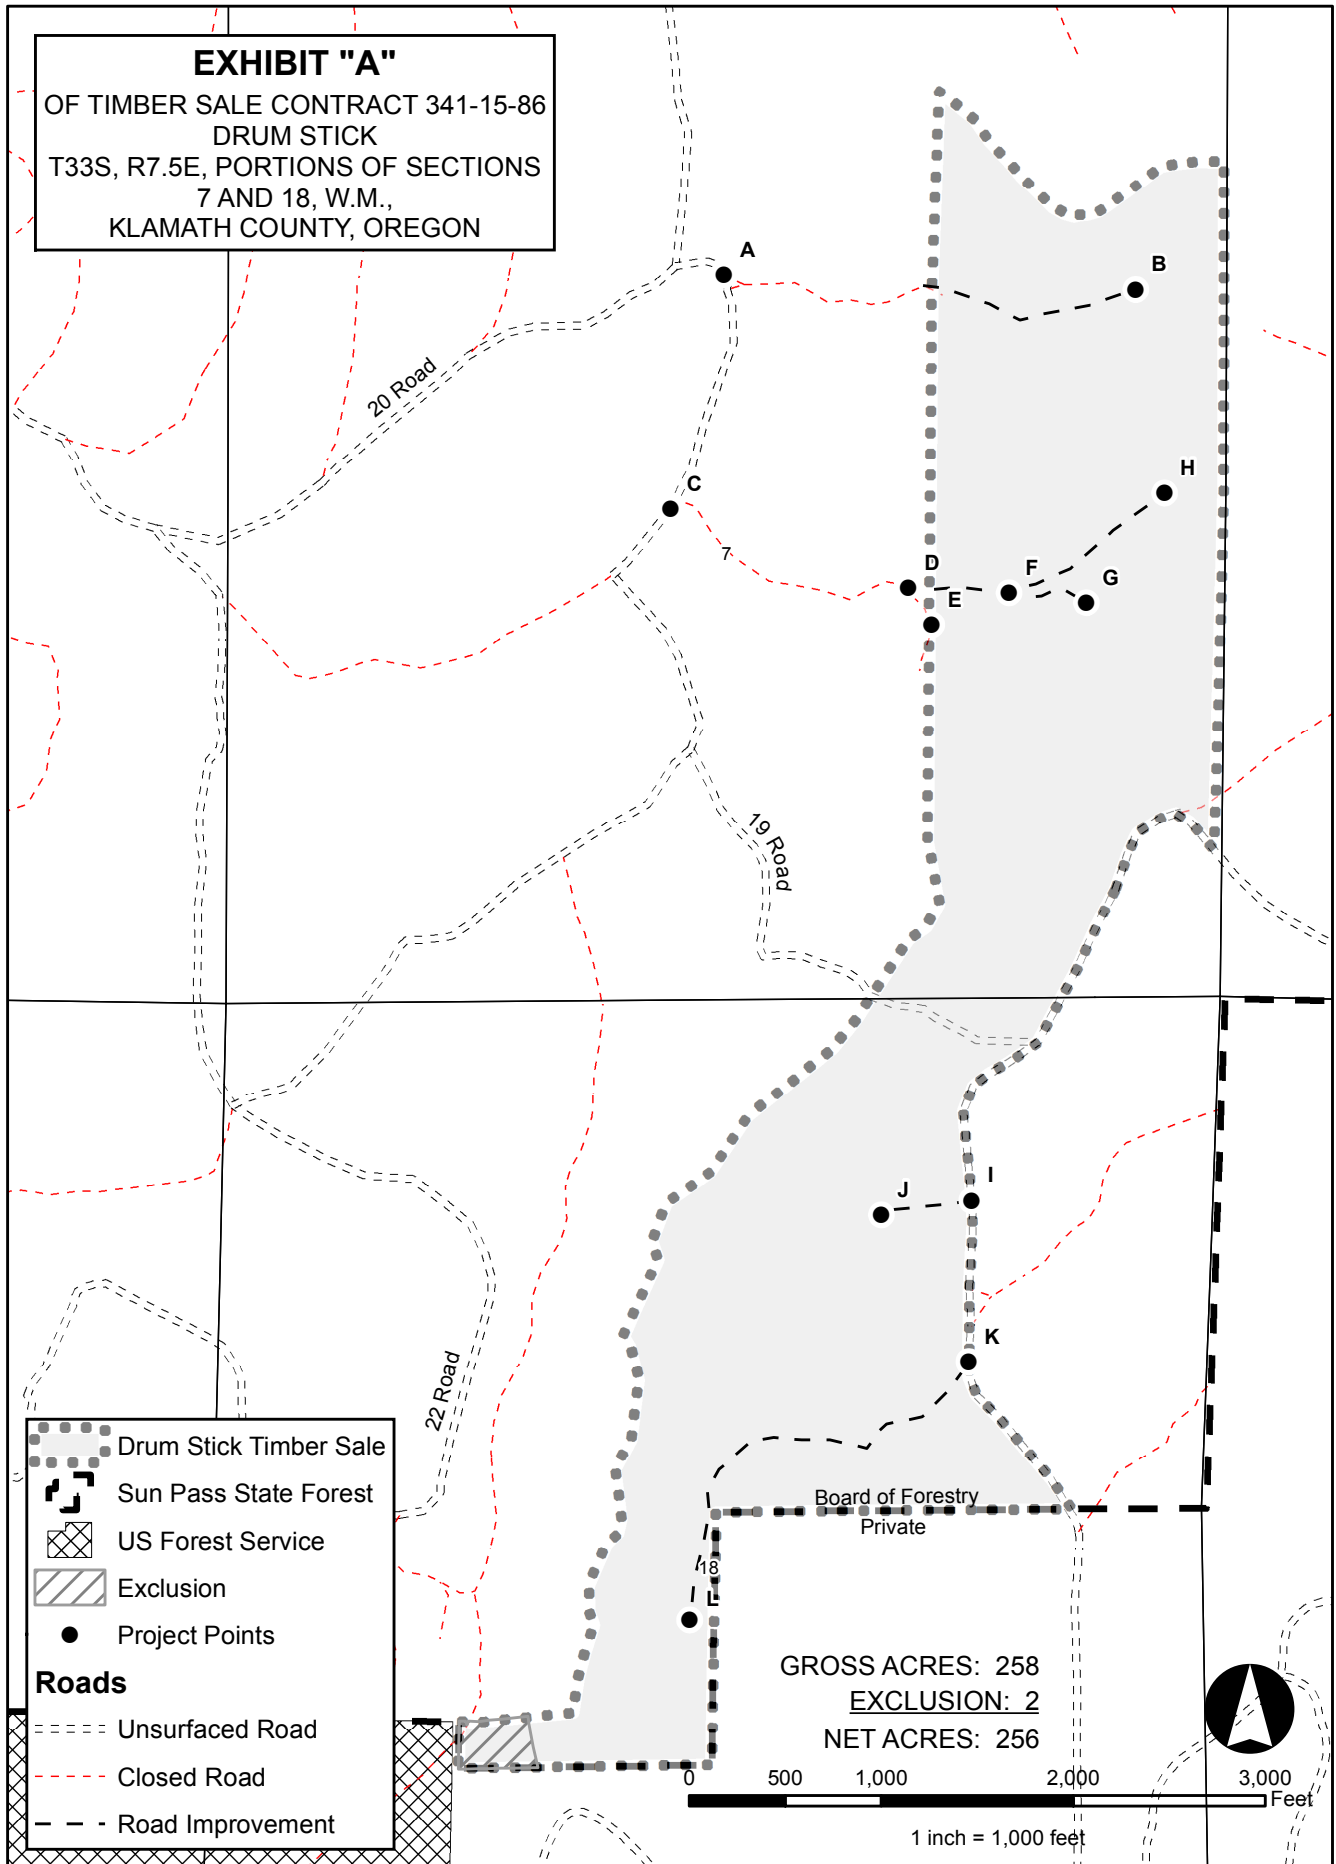 EXHIBIT "A"
OF TIMBER SALE CONTRACT 341-15-86
DRUM STICK
T33S, R7.5E, PORTIONS OF SECTIONS
7 AND 18, W.M.,
KLAMATH COUNTY, OREGON
A
B
20 Road
C
H
7
D
F
G
E
19 Road
J
I
K
22 Road
Board of Forestry
Private
18
L
Drum Stick Timber Sale
Sun Pass State Forest
US Forest Service
Exclusion
Project Points
Roads
Unsurfaced Road
Closed Road
Road Improvement
GROSS ACRES: 258
EXCLUSION: 2
NET ACRES: 256
0 500 1,000 2,000 3,000
Feet
1 inch = 1,000 feet